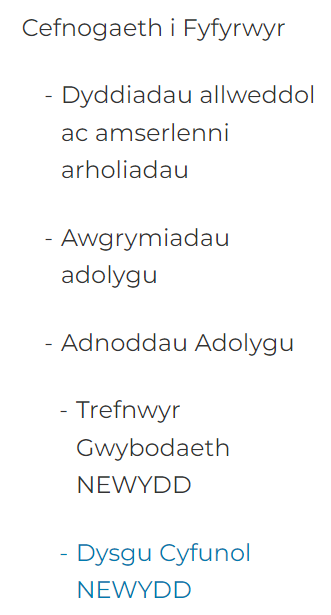 Cefnogaeth i Fyfyrwyr
- Dyddiadau allweddol
ac amserlenni
arholiadau
- Awgrymiadau
adolygu
- Adnoddau Adolygu
- Trefnwyr
Gwybodaeth
NEWYDD
- Dysgu Cyfunol
NEWYDD